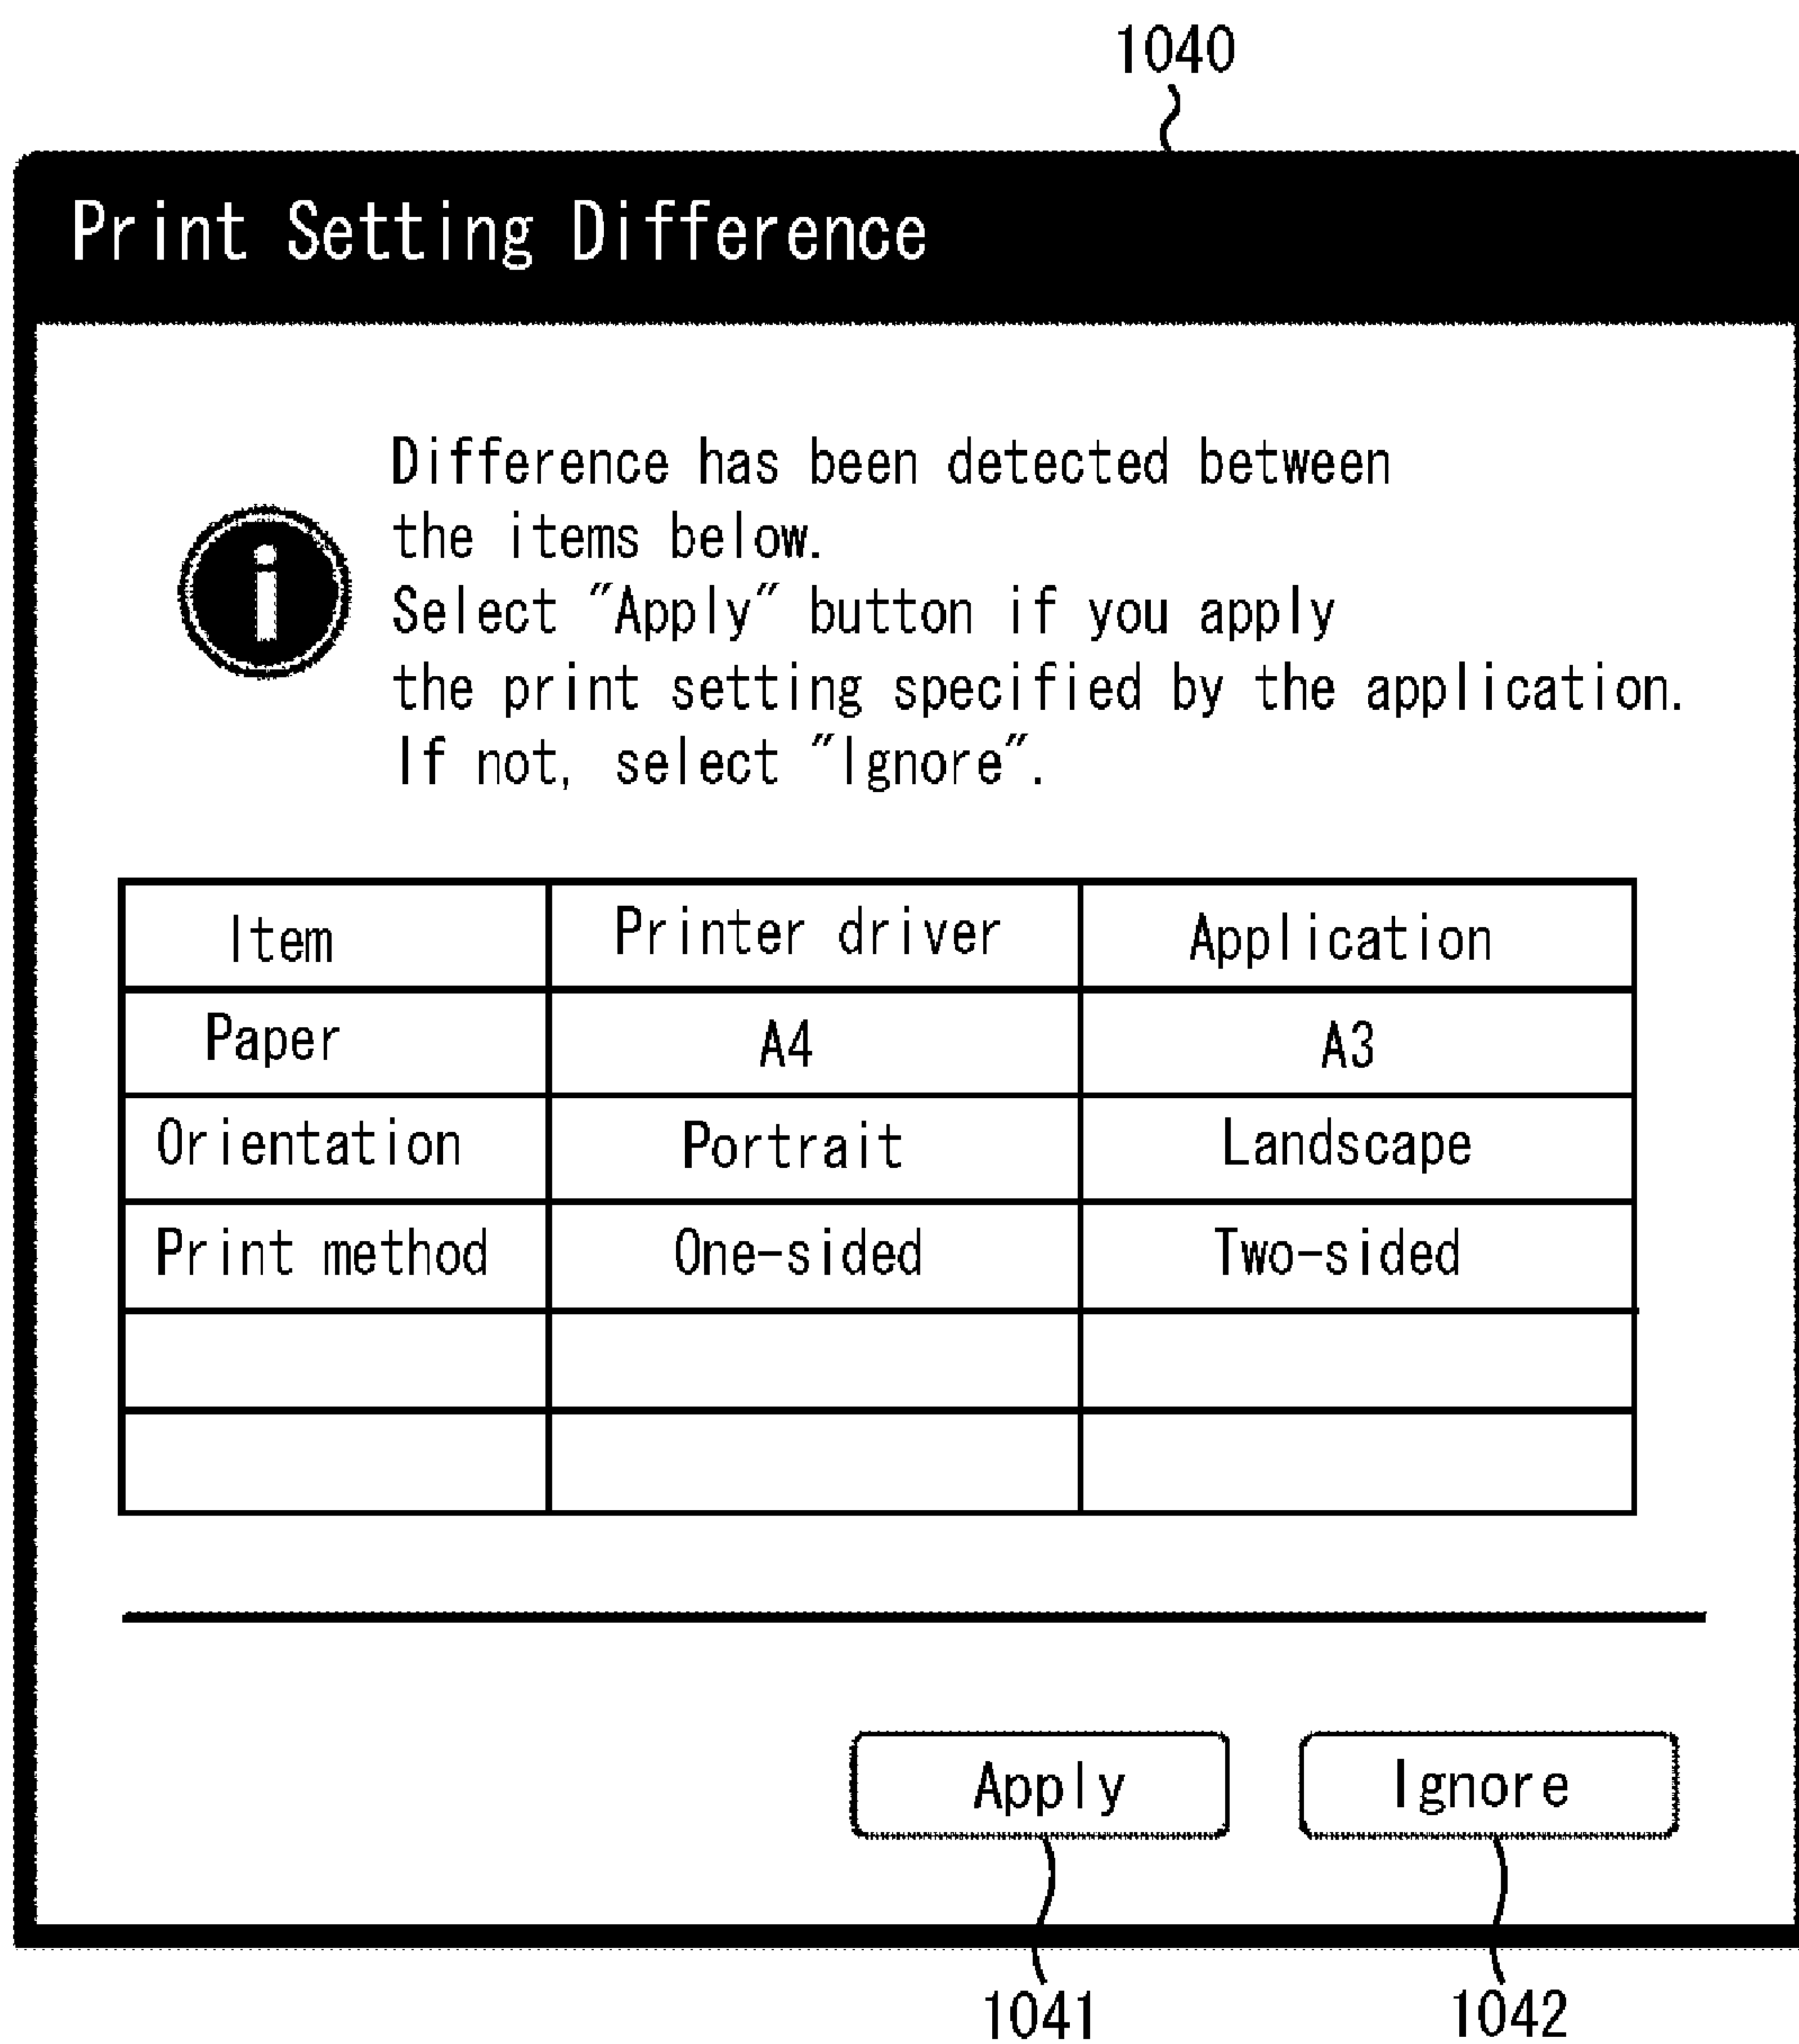 1040
Print Setting Difference
Difference has been detected between
the items below.
Select "Apply" button if you apply
the print setting specified by the application.
If not, select "Ignore".
Item Printer driver Application
Paper A4 A3
Orientation Portrait Landscape
Print method One-sided Two-sided
Apply Ignore
1041 1042